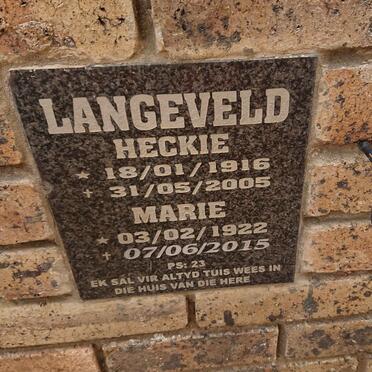 LANGEVELD
HECKIE
* 18/01/1916
† 31/05/2005
MARIE
* 03/02/1922
† 07/06/2015
PS: 23
EK SAL VIR ALTYD TUIS WEES IN
DIE HUIS VAN DIE HERE